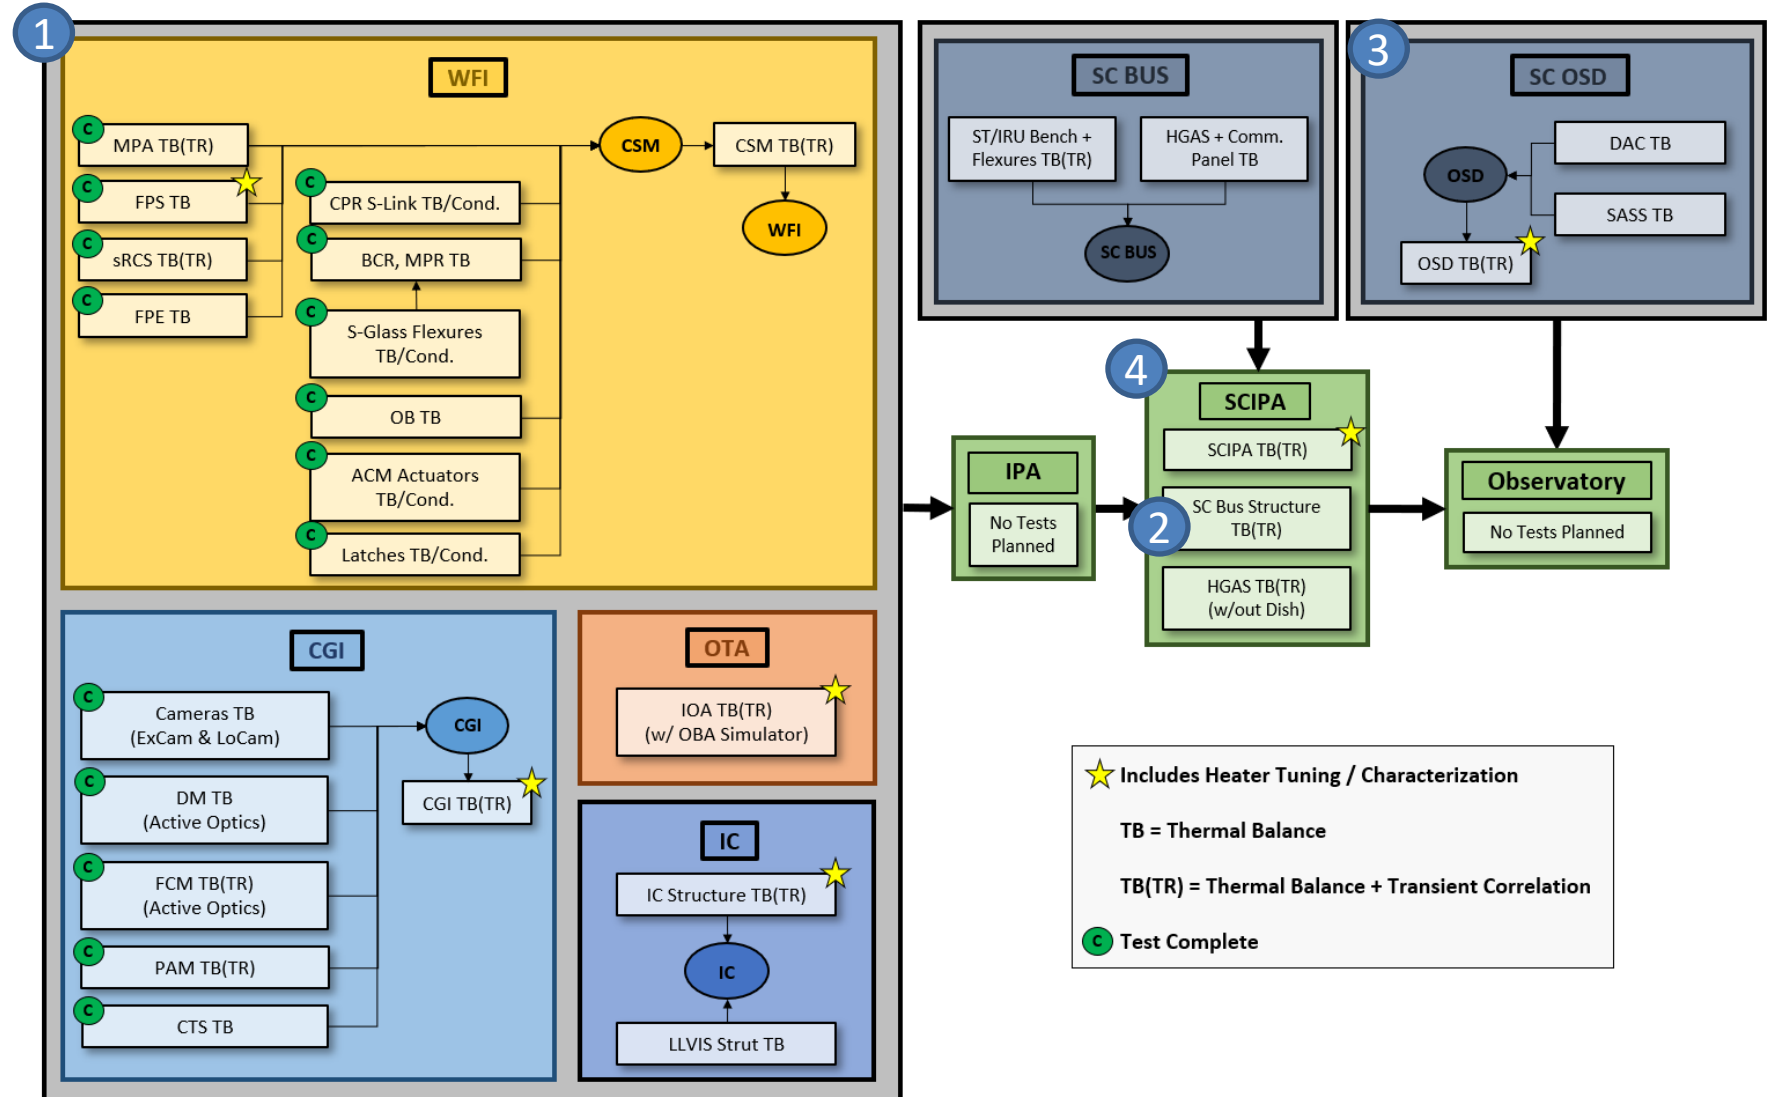 1
WFI
C
MPA TB(TR)
C
FPS TB
C
sRCS TB(TR)
C
FPE TB
C
CPR S-Link TB/Cond.
C
BCR, MPR TB
C
S-Glass Flexures
TB/Cond.
C
OB TB
C
ACM Actuators
TB/Cond.
C
Latches TB/Cond.
CSM
CSM TB(TR)
WFI
CGI
C
Cameras TB
(ExCam & LoCam)
C
DM TB
(Active Optics)
C
FCM TB(TR)
(Active Optics)
C
PAM TB(TR)
C
CTS TB
CGI
CGI TB(TR)
OTA
IOA TB(TR)
(w/ OBA Simulator)
IC
IC Structure TB(TR)
IC
LLVIS Strut TB
SC BUS
ST/IRU Bench +
Flexures TB(TR)
HGAS + Comm.
Panel TB
SC BUS
3
SC OSD
DAC TB
OSD
SASS TB
OSD TB(TR)
IPA
No Tests
Planned
4
SCIPA
SCIPA TB(TR)
2
SC Bus Structure
TB(TR)
HGAS TB(TR)
(w/out Dish)
Observatory
No Tests Planned
Includes Heater Tuning / Characterization
TB = Thermal Balance
TB(TR) = Thermal Balance + Transient Correlation
C Test Complete